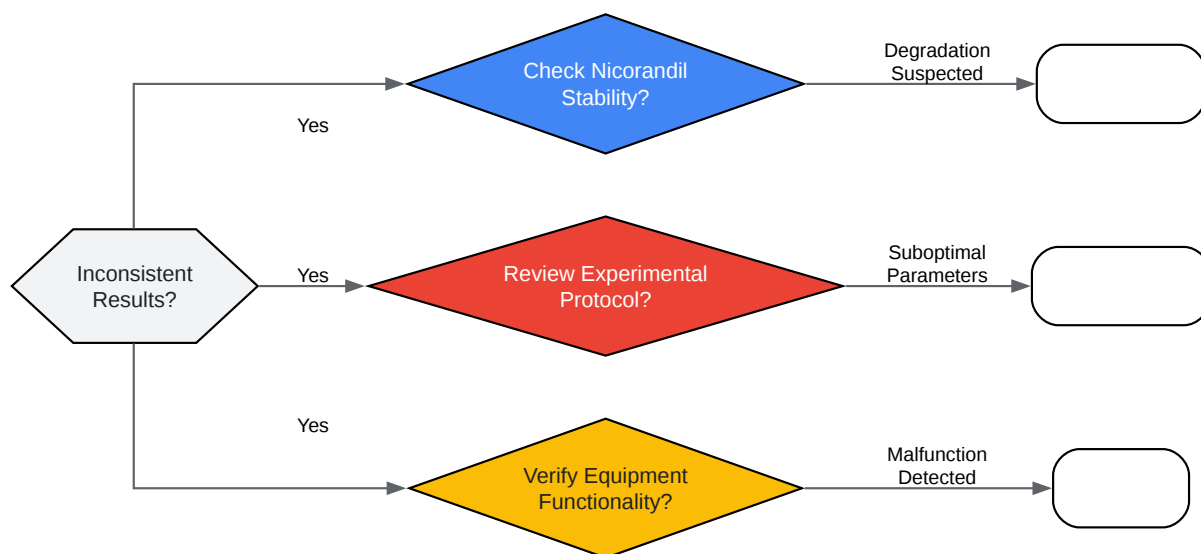 Check Nicorandil
Stability?
Degradation
Suspected
Yes
Inconsistent
Results?
Yes
Review Experimental
Protocol?
Suboptimal
Parameters
Yes
Verify Equipment
Functionality?
Malfunction
Detected